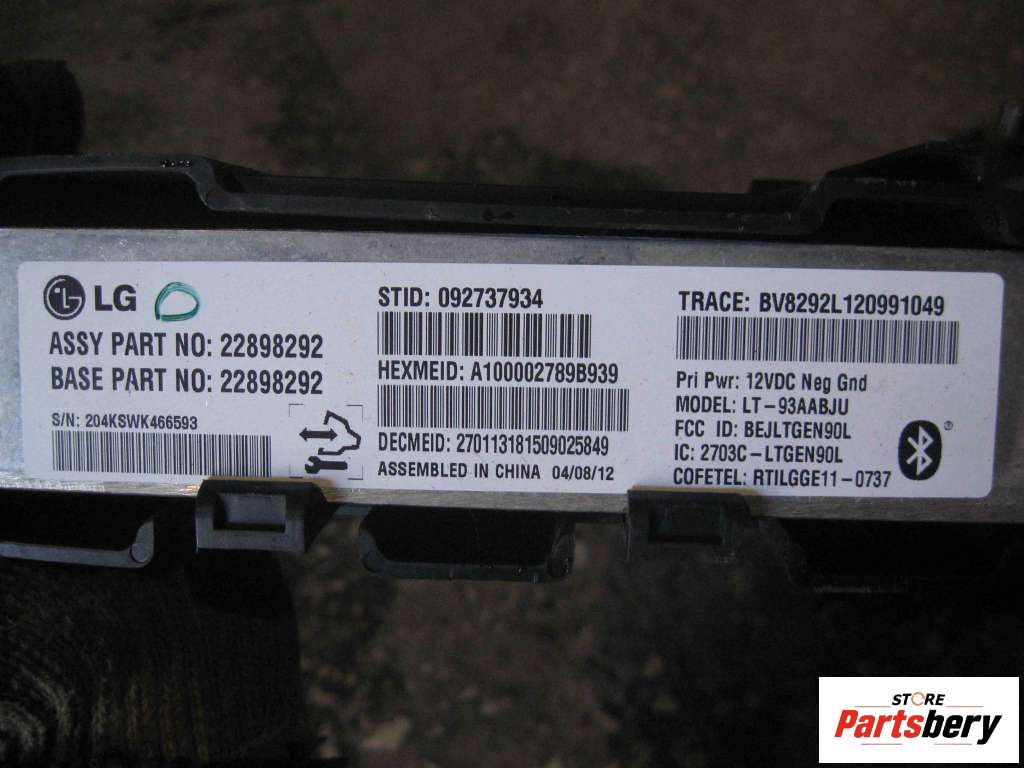 LG
ASSY PART NO: 22898292
BASE PART NO: 22898292
S/N: 204KSWK466593
STID: 092737934
HEXMEID: A100002789B939
DECMEID: 270113181509025849
ASSEMBLED IN CHINA 04/08/12
TRACE: BV8292L120991049
Pri Pwr: 12VDC Neg Gnd
MODEL: LT-93AABJU
FCC ID: BEJLTGEN90L
IC: 2703C-LTGEN90L
COFETEL: RTILGGE11-0737
®
STORE
Partsbery